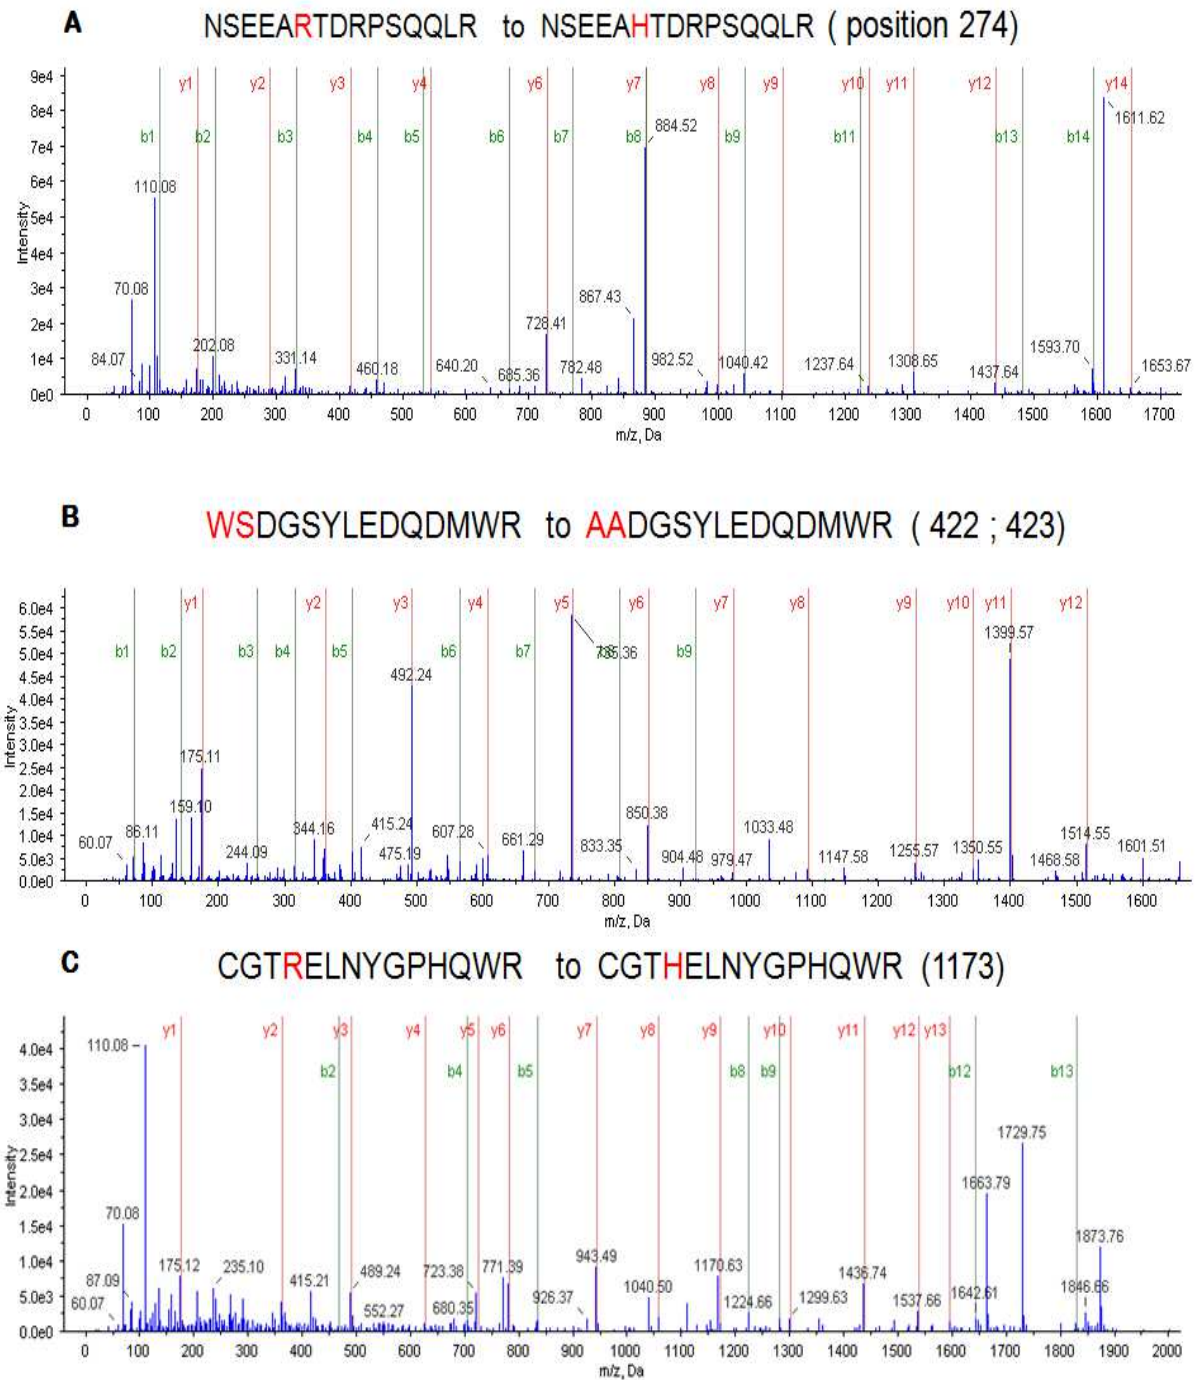 A NSEEARTDRPSQQLR to NSEEAHTDRPSQQLR ( position 274)
9e4 y1 y2 y3 y4 y6 y7 y8 y9 y10 y11 y12 y14
8e4 884.52 1611.62
7e4 b1 b2 b3 b4 b5 b6 b7 b8 b9 b11 b13 b14
6e4 110.08
5e4
4e4
3e4 70.08 867.43
2e4 728.41
1e4 84.07 202.08 331.14 460.18 640.20 685.36 782.48 982.52 1040.42 1237.64 1308.65 1437.64 1593.70 1653.67
0e0
Intensity
0 100 200 300 400 500 600 700 800 900 1000 1100 1200 1300 1400 1500 1600 1700
m/z, Da
B WSDGSYLEDQDMWR to AADGSYLEDQDMWR ( 422 ; 423)
6.0e4 y1 y2 y3 y4 y5 y6 y7 y8 y9 y10 y11 y12
5.5e4 1399.57
5.0e4 b1 b2 b3 b4 b5 b6 b7 735.36 b9
4.5e4 492.24
4.0e4
3.5e4
3.0e4
2.5e4 175.11
2.0e4
1.5e4 159.10 850.38
1.0e4 86.11 344.16 415.24 607.28 1033.48 1514.55
5.0e3 60.07 244.09 475.19 661.29 833.35 904.48 979.47 1147.58 1255.57 1350.55 1468.58 1601.51
0.0e0
Intensity
0 100 200 300 400 500 600 700 800 900 1000 1100 1200 1300 1400 1500 1600
m/z, Da
C CGTRELNYGPHQWR to CGTHELNYGPHQWR (1173)
4.0e4 110.08 y1 y2 y3 y4 y5 y6 y7 y8 y9 y10 y11 y12 y13
3.5e4 b2 b4 b5 b8 b9 b12 b13
3.0e4 1729.75
2.5e4
2.0e4 1663.79
1.5e4 70.08
1.0e4 175.12 235.10 415.21 489.24 723.38 771.39 943.49 1170.63 1873.76
5.0e3 87.09 60.07 552.27 680.35 926.37 1040.50 1224.66 1299.63 1436.74 1537.66 1642.61 1846.66
0.0e0
Intensity
0 100 200 300 400 500 600 700 800 900 1000 1100 1200 1300 1400 1500 1600 1700 1800 1900 2000
m/z, Da